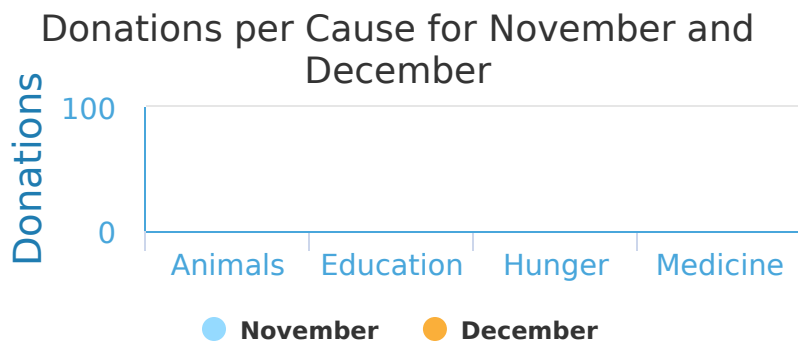 Donations per Cause for November and
December
Donations
100
0
Animals
Education
Hunger
Medicine
November
December